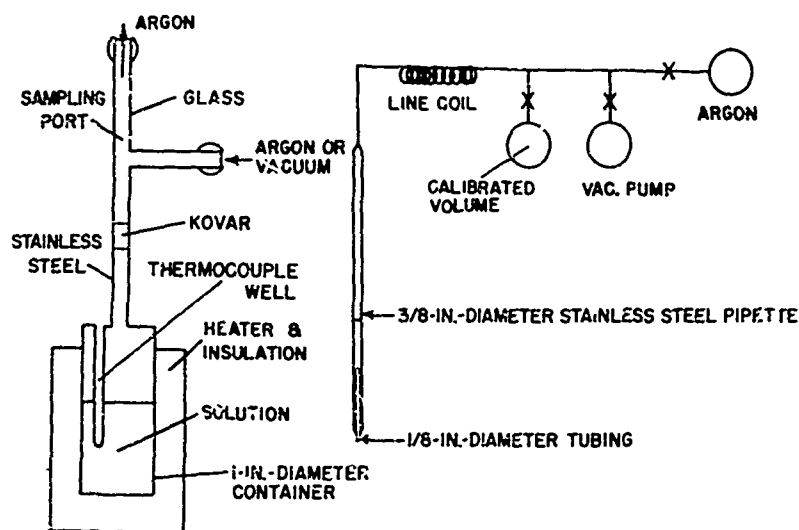 ARGON
SAMPLING
PORT
GLASS
ARGON OR
VACUUM
KOVAR
STAINLESS
STEEL
THERMOCOUPLE
WELL
HEATER &
INSULATION
SOLUTION
1-IN.-DIAMETER
CONTAINER
LINE COIL
ARGON
CALIBRATED
VOLUME
VAC. PUMP
3/8-IN.-DIAMETER STAINLESS STEEL PIPETTE
1/8-IN.-DIAMETER TUBING